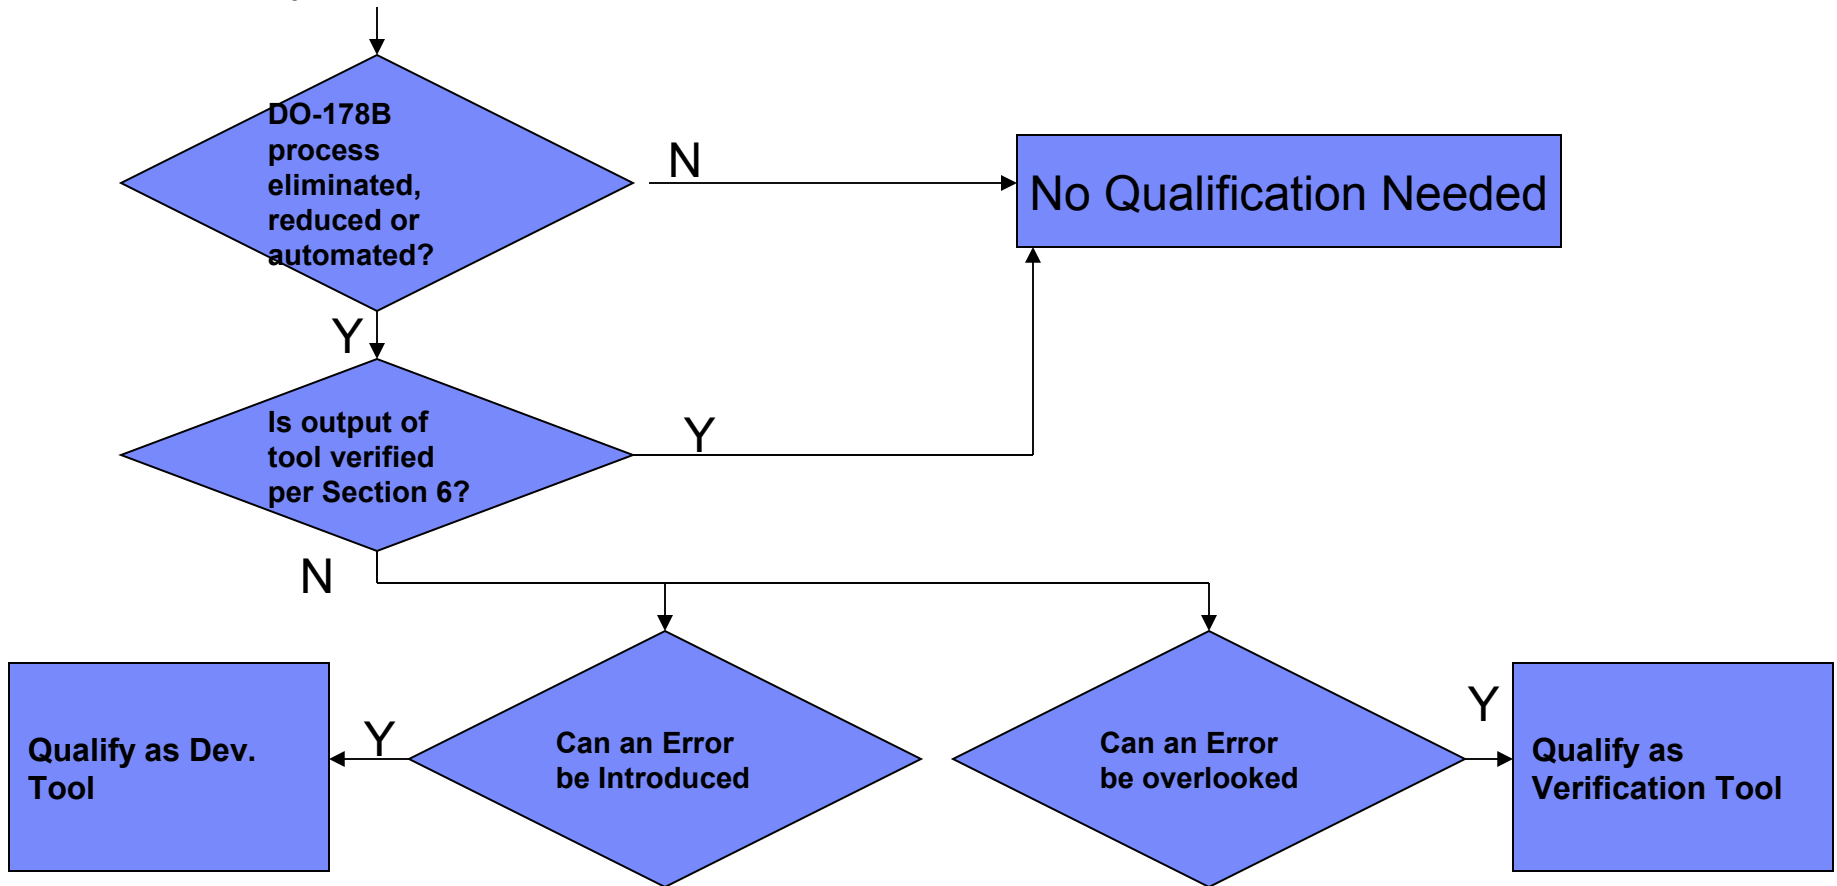 DO-178B
process
eliminated,
reduced or
automated?
N
No Qualification Needed
Y
Is output of
tool verified
per Section 6?
Y
N
Qualify as Dev.
Tool
Y
Can an Error
be Introduced
Can an Error
be overlooked
Y
Qualify as
Verification Tool